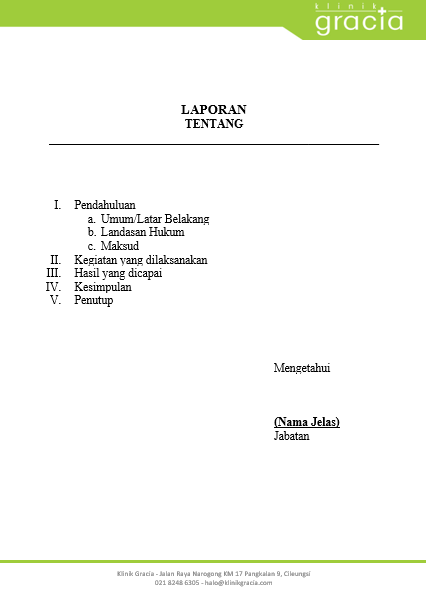 klinik
gracia
LAPORAN
TENTANG
I. Pendahuluan
a. Umum/Latar Belakang
b. Landasan Hukum
c. Maksud
II. Kegiatan yang dilaksanakan
III. Hasil yang dicapai
IV. Kesimpulan
V. Penutup
Mengetahui
(Nama Jelas)
Jabatan
Klinik Gracia - Jalan Raya Narogong KM 17 Pangkalan 9, Cileungsi
021 8248 6305 - halo@klinikgracia.com